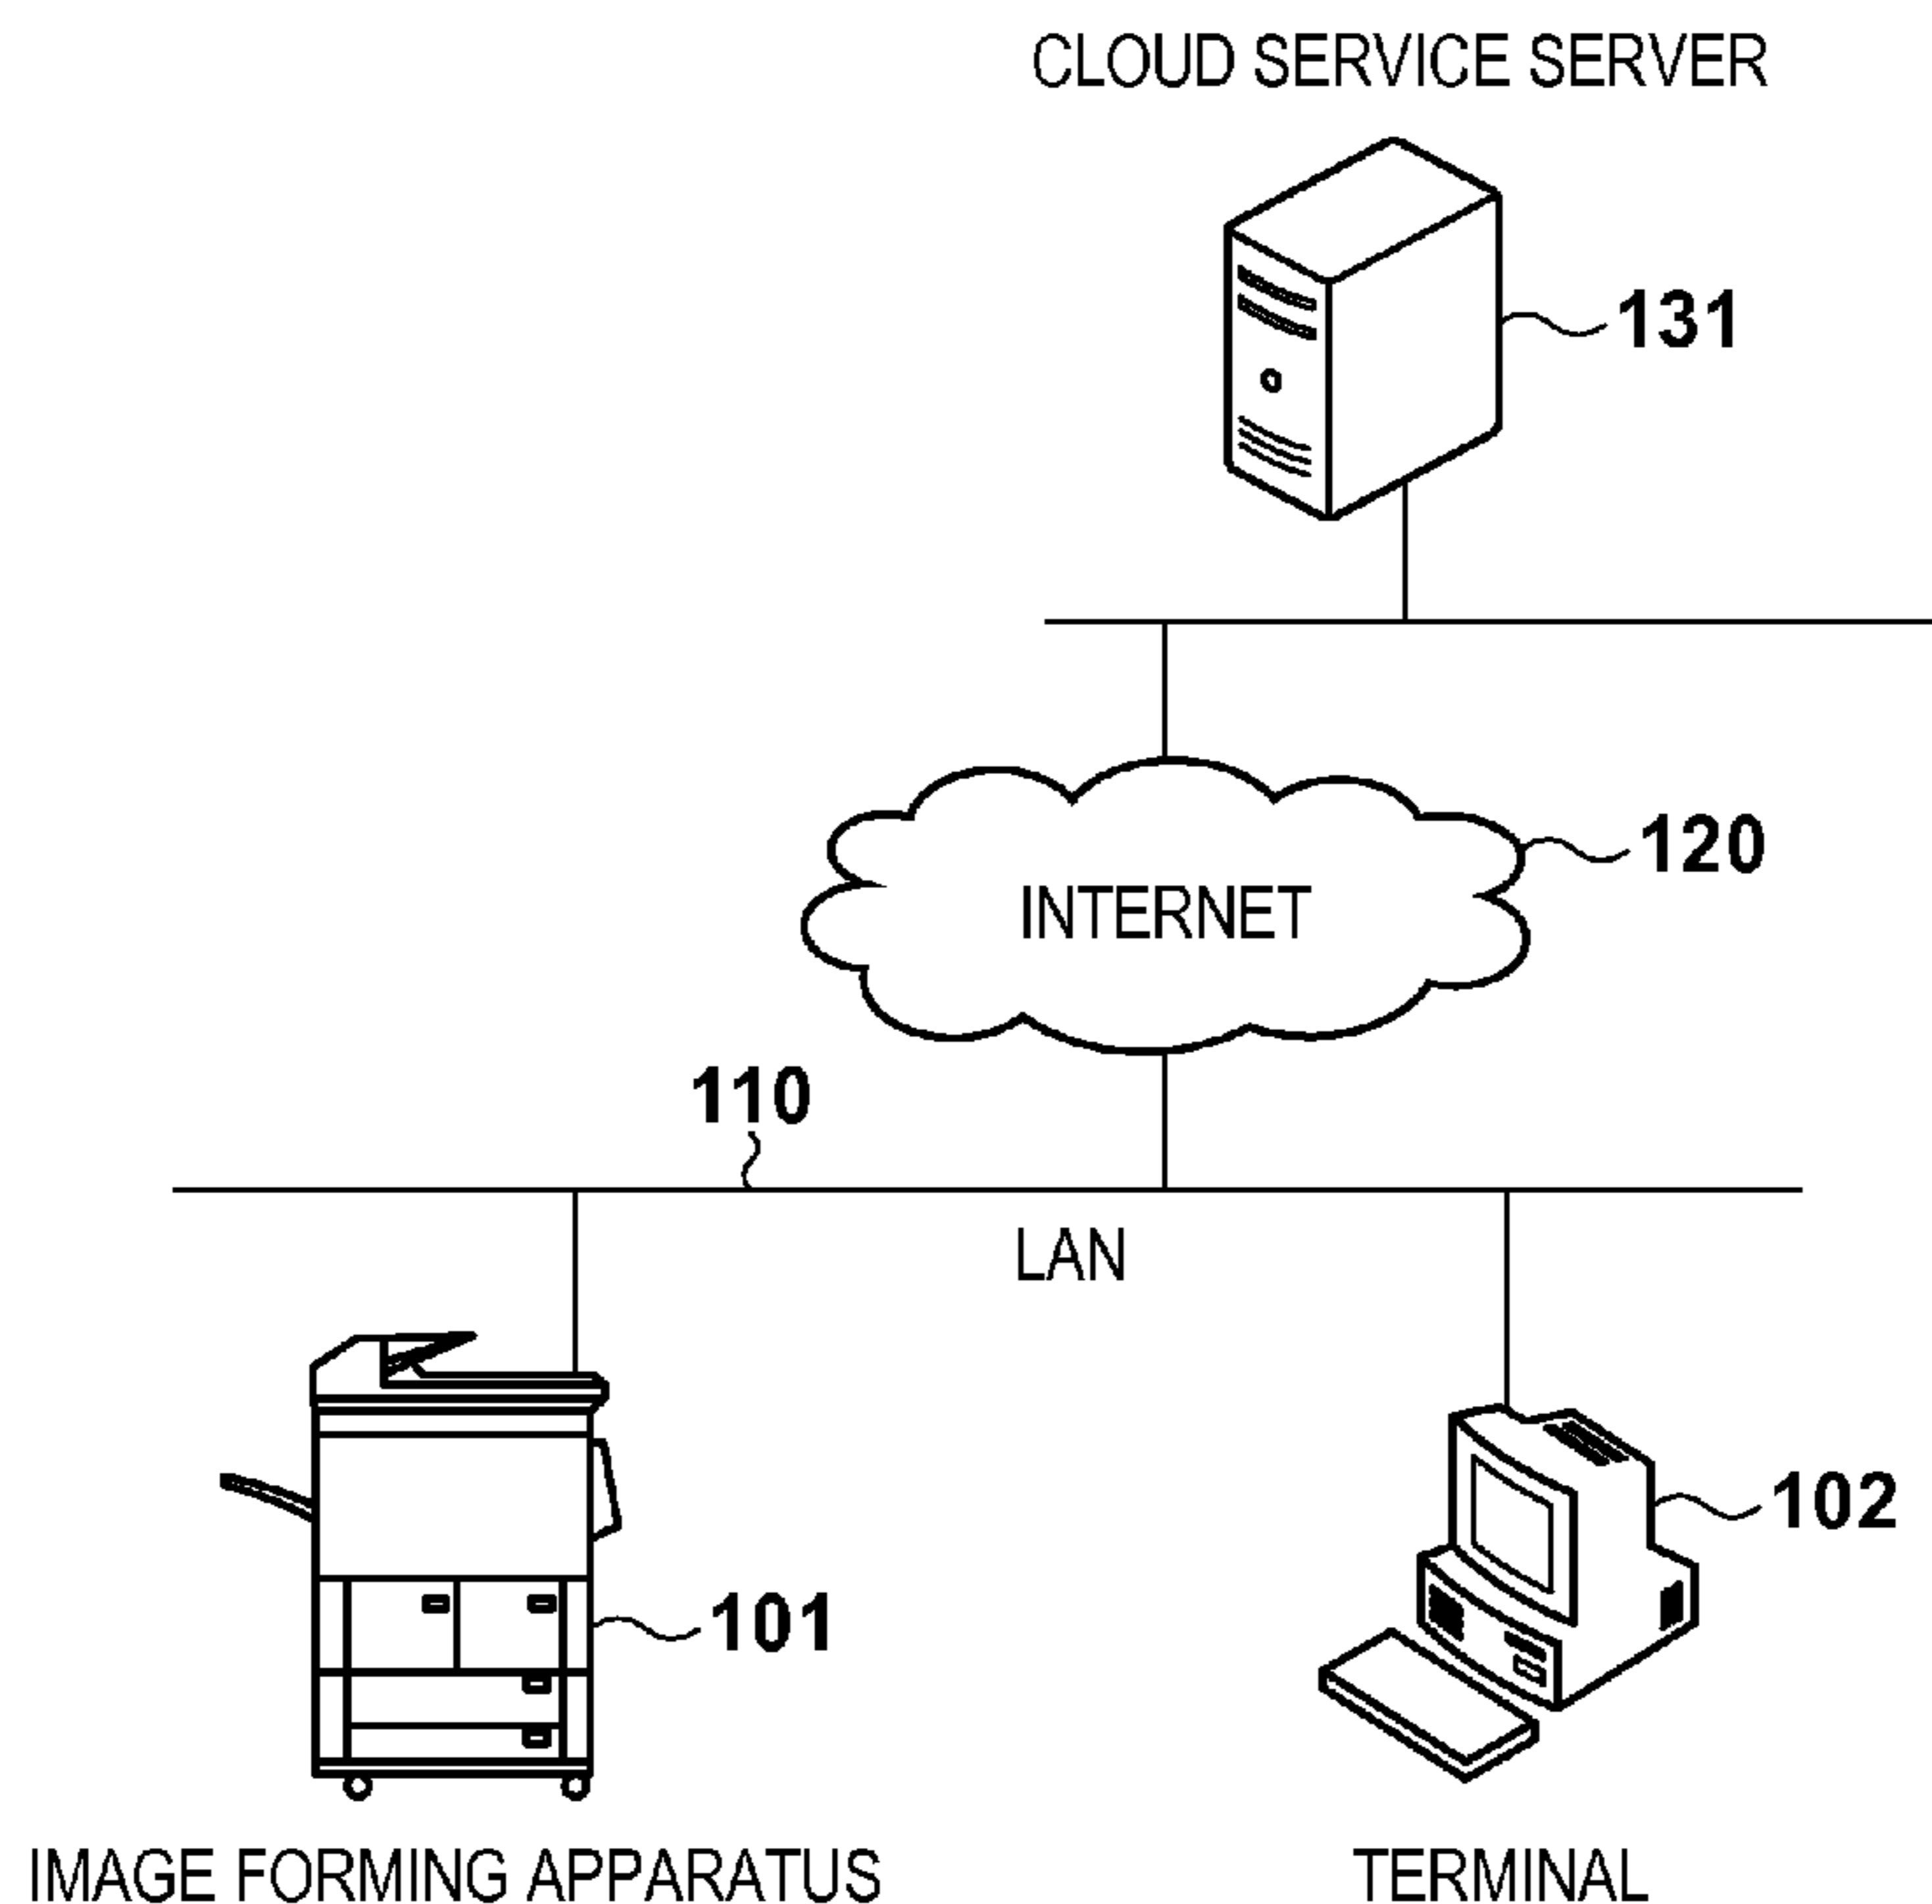 CLOUD SERVICE SERVER
131
120
INTERNET
110
LAN
102
101
IMAGE FORMING APPARATUS
TERMINAL